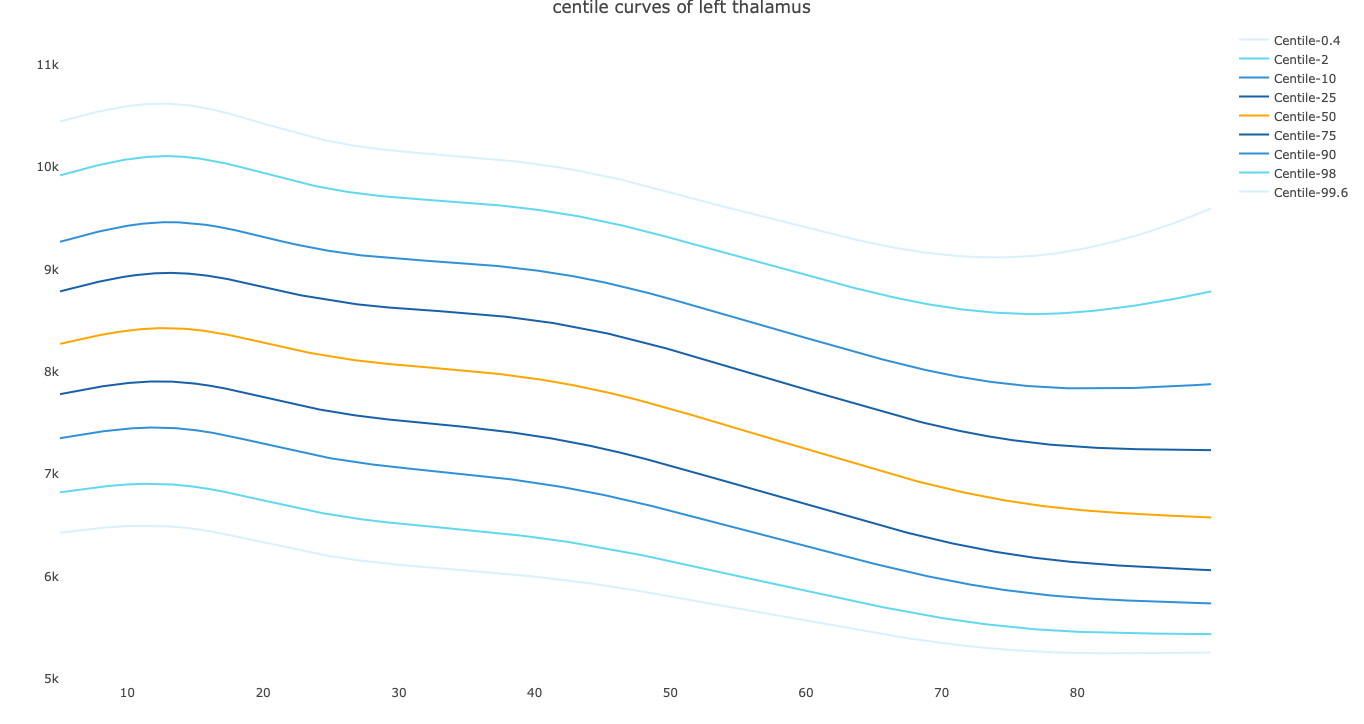 centile curves of left thalamus
Centile-0.4
Centile-2
Centile-10
Centile-25
Centile-50
Centile-75
Centile-90
Centile-98
Centile-99.6
11k
10k
9k
8k
7k
6k
5k
10 20 30 40 50 60 70 80